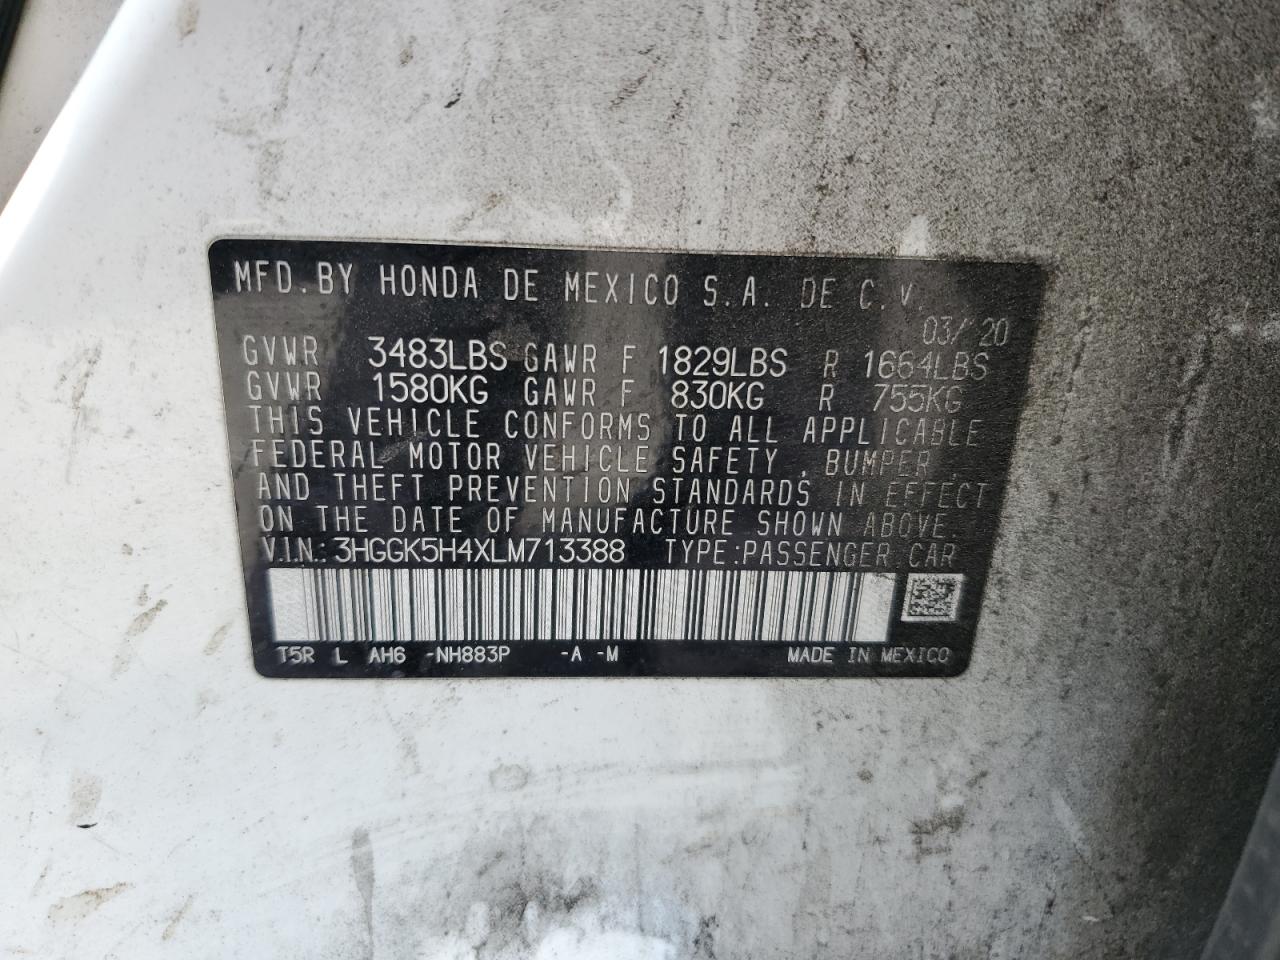 MFD.BY HONDA DE MEXICO S.A. DE C.V.
03/ 20
GVWR 3483LBS GAWR F 1829LBS R 1664LBS
GVWR 1580KG GAWR F 830KG R 755KG
THIS VEHICLE CONFORMS TO ALL APPLICABLE
FEDERAL MOTOR VEHICLE SAFETY , BUMPER ,
AND THEFT PREVENTION STANDARDS IN EFFECT
ON THE DATE OF MANUFACTURE SHOWN ABOVE.
V.I.N.: 3HGGK5H4XLM713388 TYPE:PASSENGER CAR
T5R L AH6 -NH883P -A -M MADE IN MEXICO